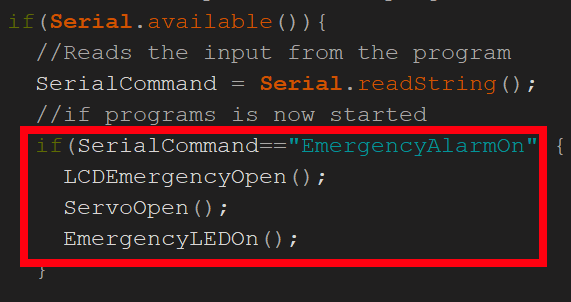 if(Serial.available()){
//Reads the input from the program
SerialCommand = Serial.readString();
//if programs is now started
if(SerialCommand=="EmergencyAlarmOn" {
LCDEmergencyOpen();
ServoOpen();
EmergencyLEDOn();
}